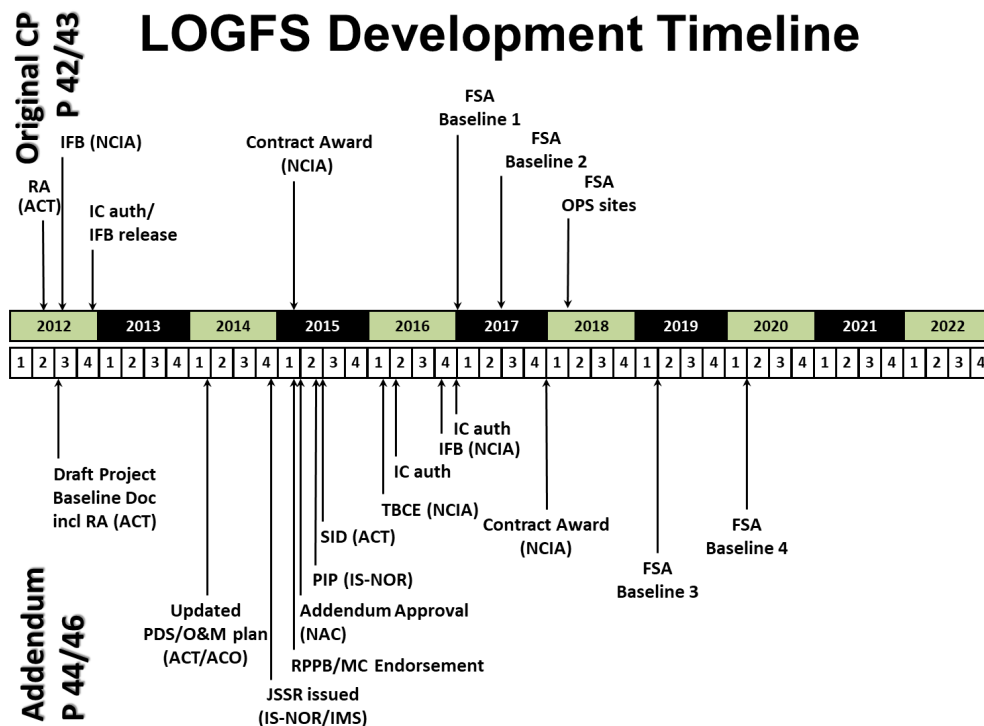 LOGFS Development Timeline
Original CP
P 42/43
FSA
Baseline 1
IFB (NCIA)
Contract Award
(NCIA)
FSA
Baseline 2
RA
(ACT)
FSA
OPS sites
IC auth/
IFB release
2012 2013 2014 2015 2016 2017 2018 2019 2020 2021 2022
1 2 3 4 1 2 3 4 1 2 3 4 1 2 3 4 1 2 3 4 1 2 3 4 1 2 3 4 1 2 3 4 1 2 3 4 1 2 3 4 1 2 3 4
IC auth
IFB (NCIA)
IC auth
Draft Project
Baseline Doc
incl RA (ACT)
TBCE (NCIA)
Contract Award
(NCIA)
FSA
Baseline 4
SID (ACT)
FSA
Baseline 3
PIP (IS-NOR)
Addendum
P 44/46
Updated
PDS/O&M plan
(ACT/ACO)
Addendum Approval
(NAC)
RPPB/MC Endorsement
JSSR issued
(IS-NOR/IMS)